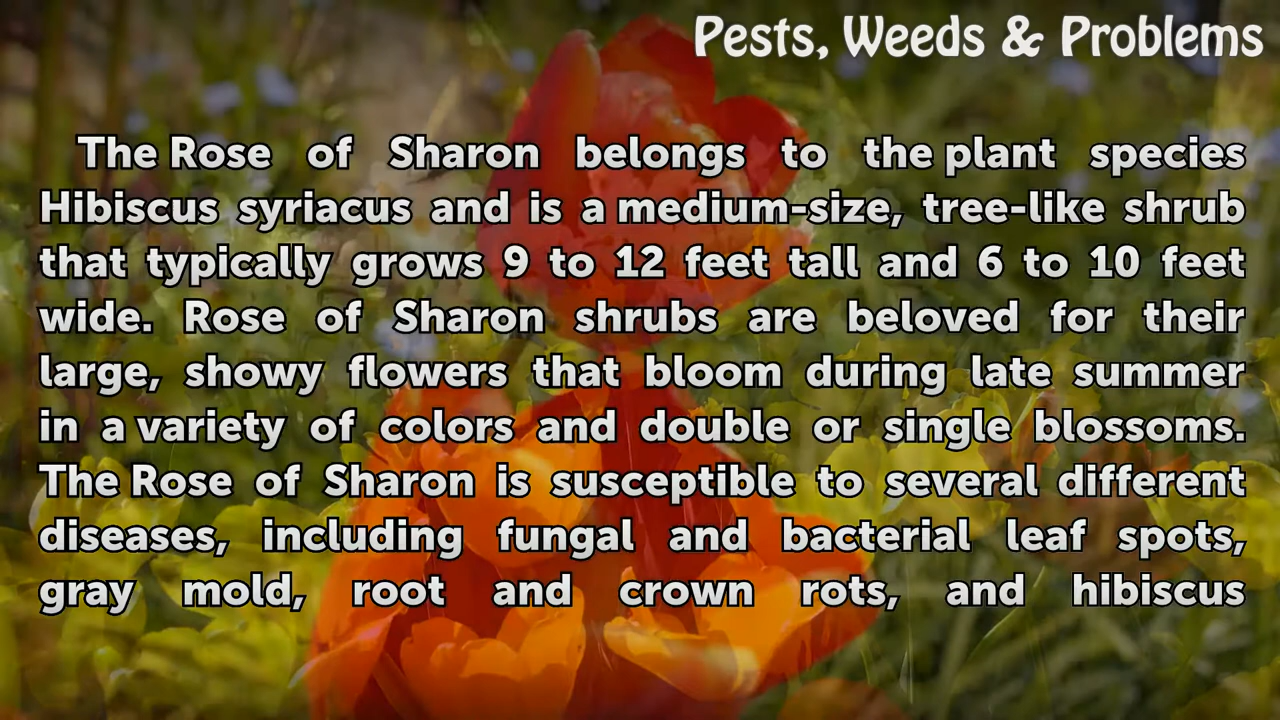 Pests, Weeds & Problems
The Rose of Sharon belongs to the plant species
Hibiscus syriacus and is a medium-size, tree-like shrub
that typically grows 9 to 12 feet tall and 6 to 10 feet
wide. Rose of Sharon shrubs are beloved for their
large, showy flowers that bloom during late summer
in a variety of colors and double or single blossoms.
The Rose of Sharon is susceptible to several different
diseases, including fungal and bacterial leaf spots,
gray mold, root and crown rots, and hibiscus